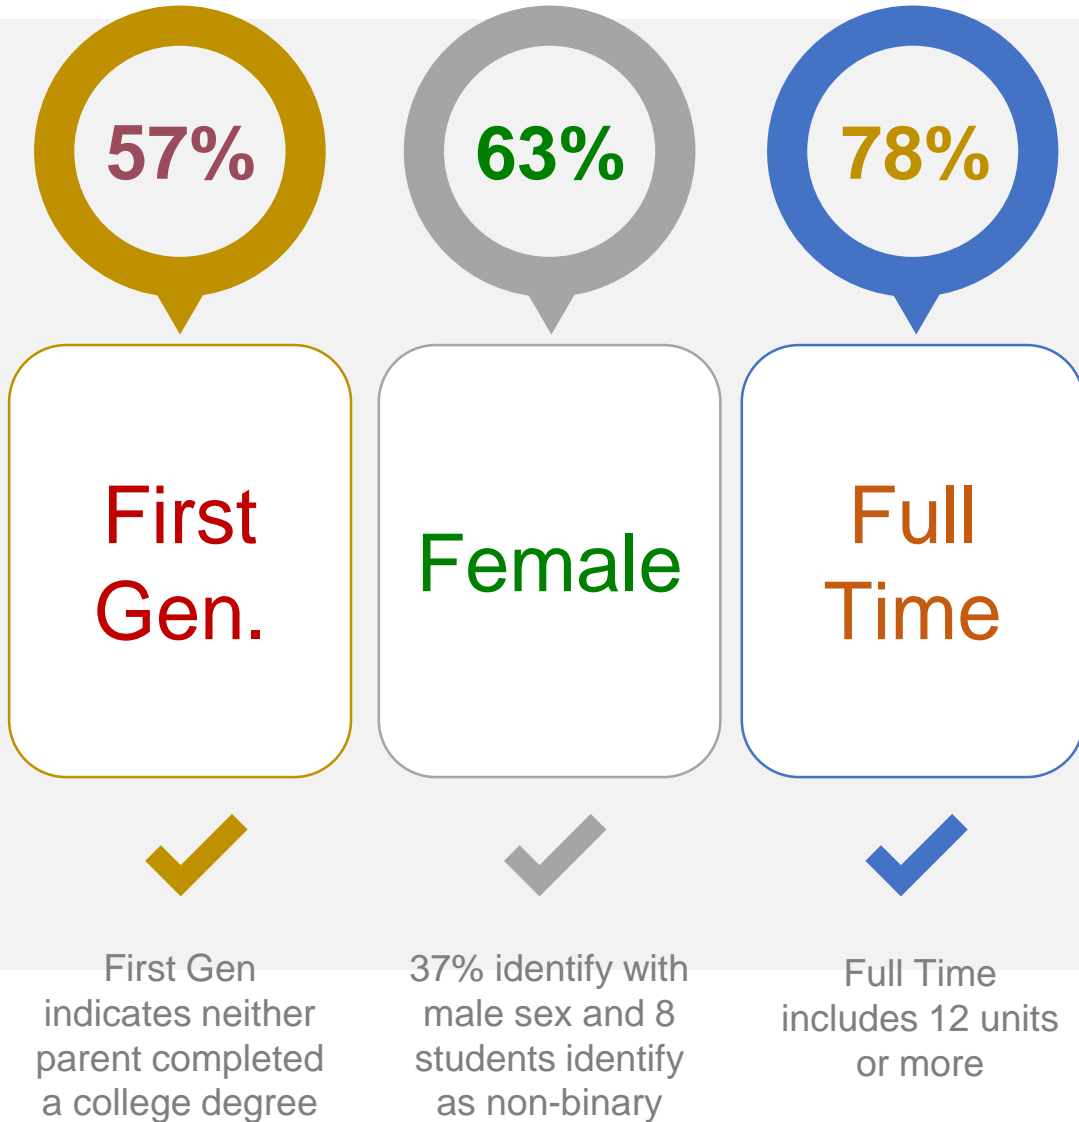 57%
First
Gen.
First Gen
indicates neither
parent completed
a college degree
63%
Female
37% identify with
male sex and 8
students identify
as non-binary
78%
Full
Time
Full Time
includes 12 units
or more